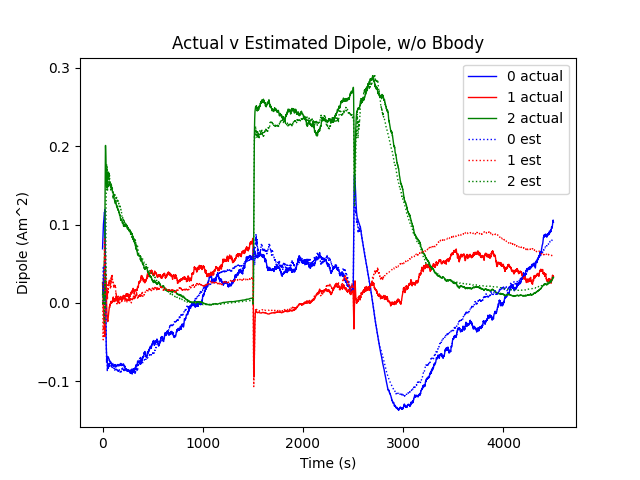 Actual v Estimated Dipole, w/o Bbody
0.3
0.2
0.1
0.0
−0.1
Dipole (Am^2)
0 actual
1 actual
2 actual
0 est
1 est
2 est
0
1000
2000
3000
4000
Time (s)